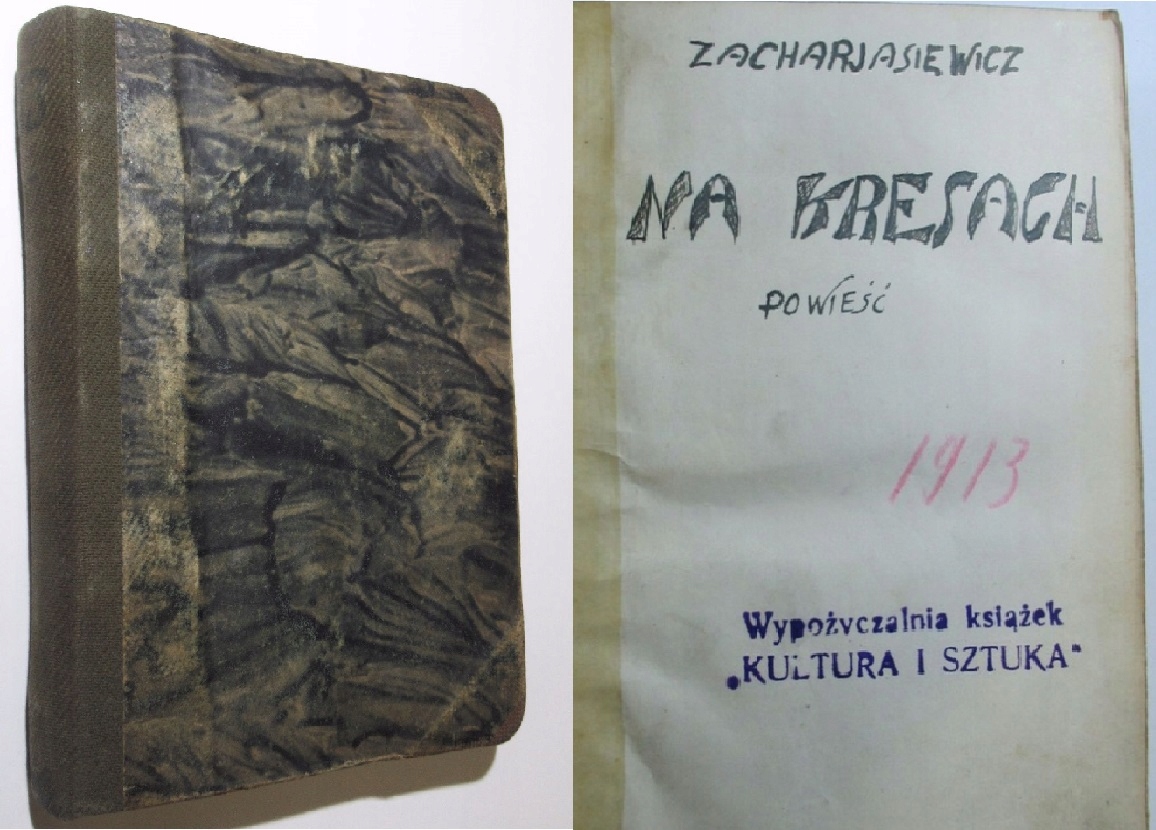 ZACHARJASIEWICZ
NA KRESACH
POWIEŚĆ
1913
Wypożyczalnia książek
„KULTURA I SZTUKA"